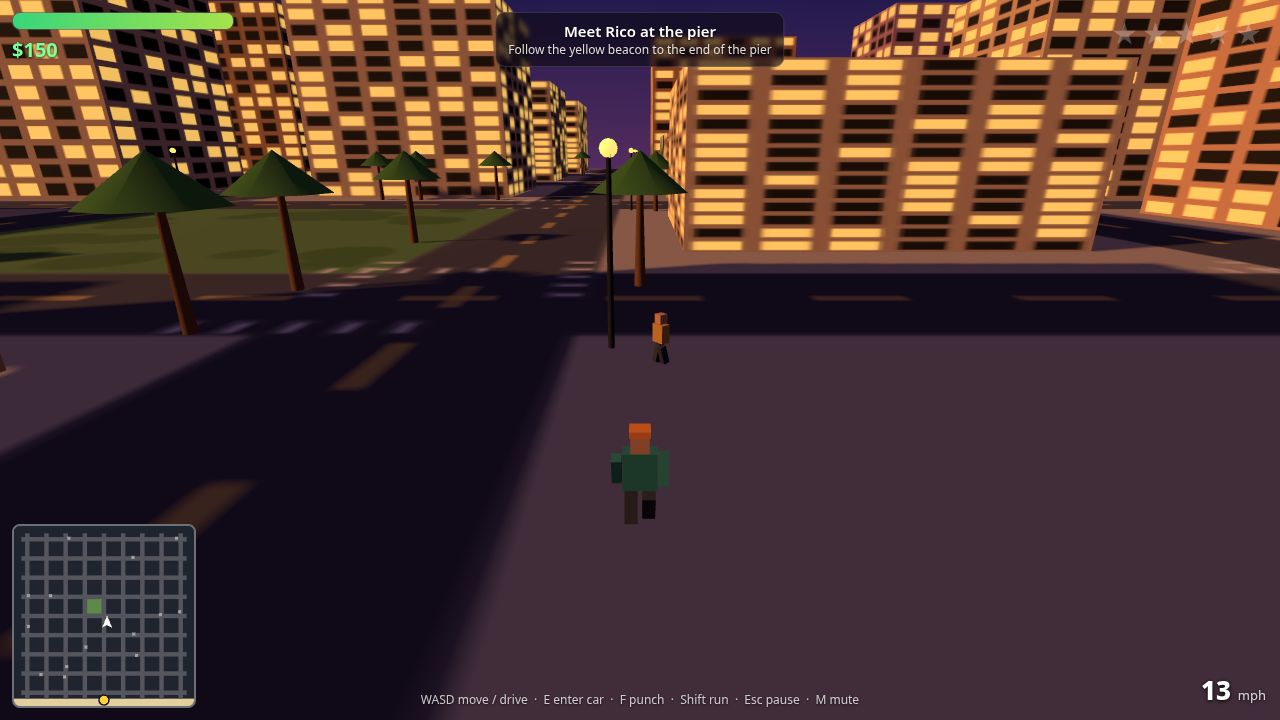 $150
Meet Rico at the pier
Follow the yellow beacon to the end of the pier
WASD move / drive · E enter car · F punch · Shift run · Esc pause · M mute
13 mph